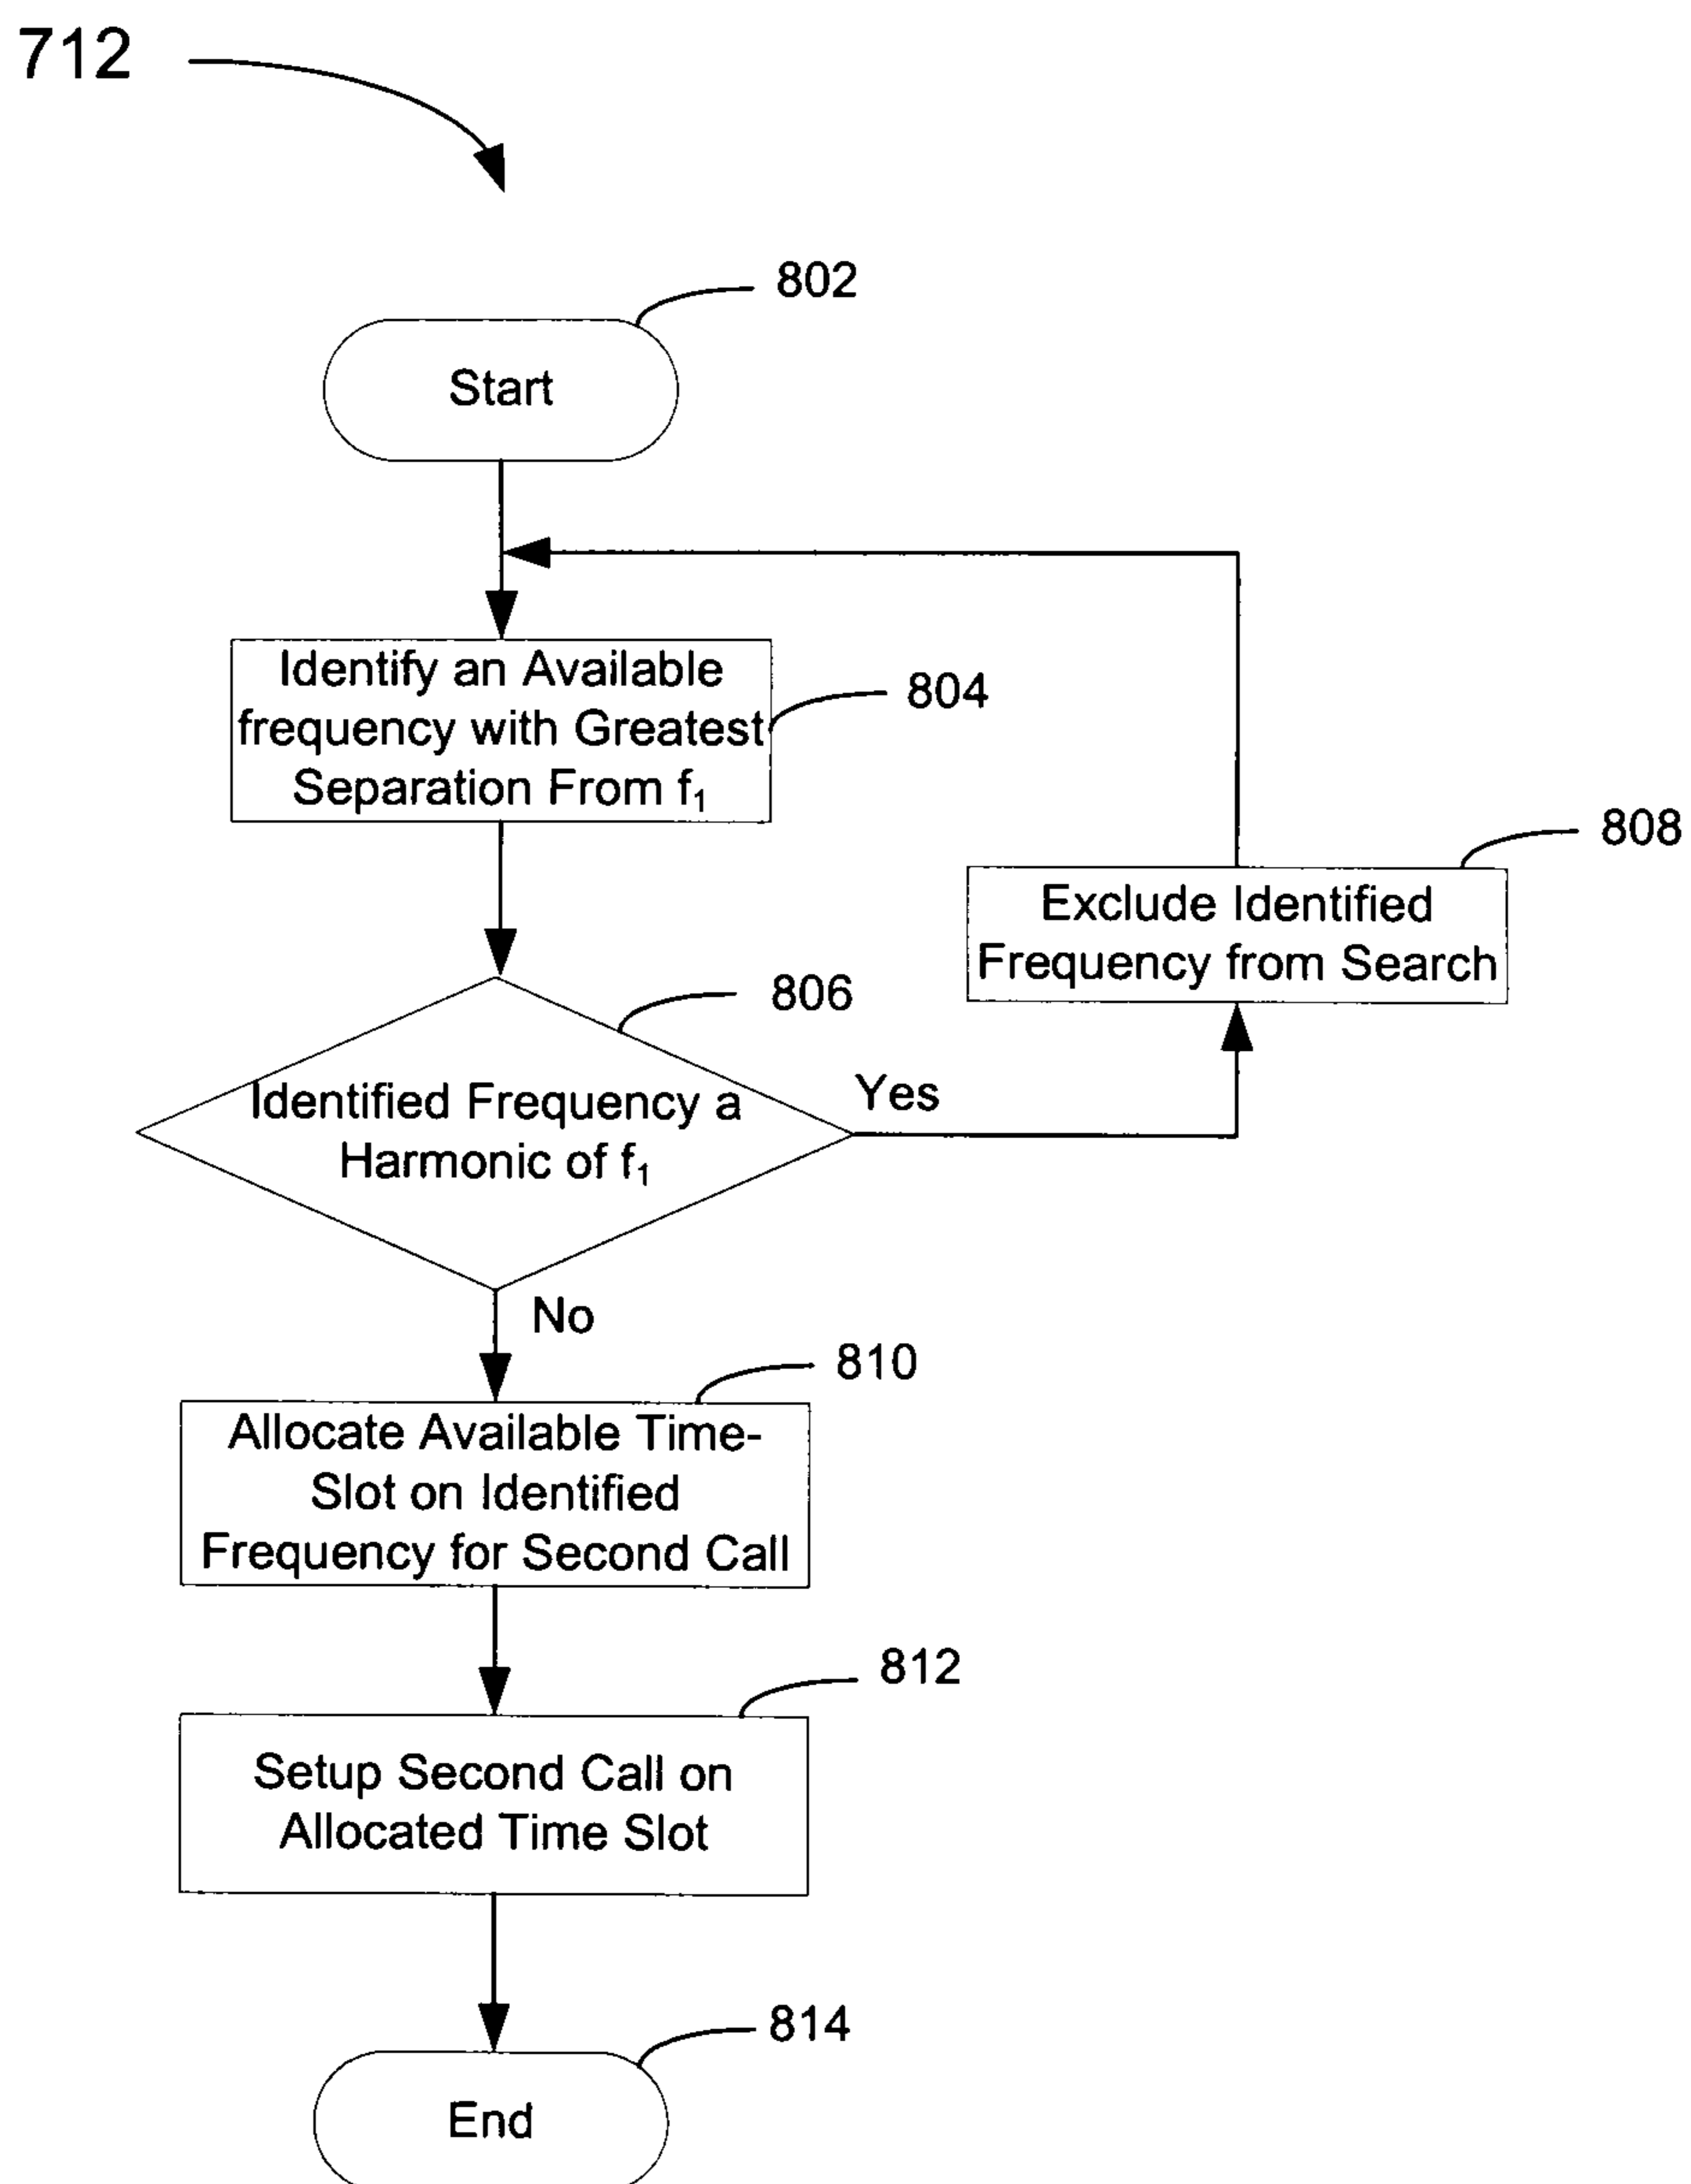 712
802
Start
Identify an Available
frequency with Greatest
Separation From f₁
804
808
Exclude Identified
Frequency from Search
806
Identified Frequency a
Harmonic of f₁
Yes
No
810
Allocate Available Time-
Slot on Identified
Frequency for Second Call
812
Setup Second Call on
Allocated Time Slot
814
End